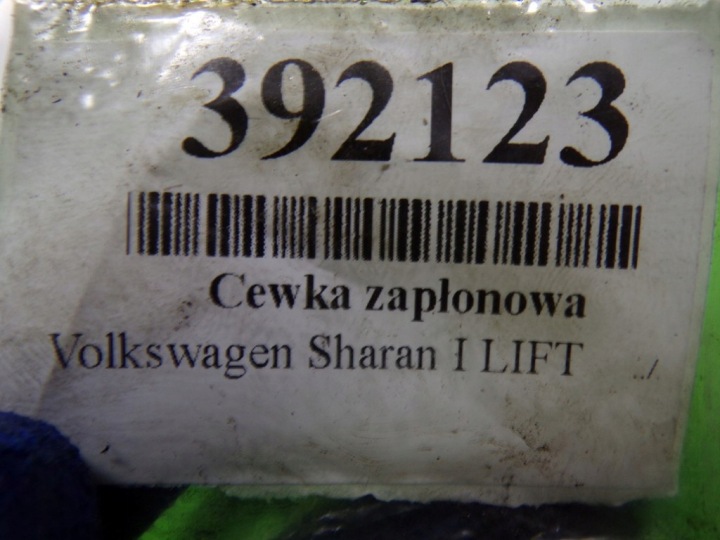 392123
Cewka zapłonowa
Volkswagen Sharan I LIFT ../